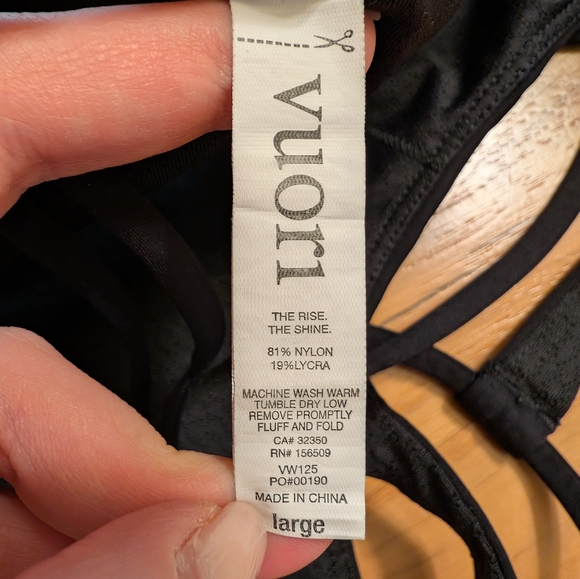 vuori
THE RISE.
THE SHINE.
81% NYLON
19%LYCRA
MACHINE WASH WARM
TUMBLE DRY LOW
REMOVE PROMPTLY
FLUFF AND FOLD
CA# 32350
RN# 156509
VW125
PO#00190
MADE IN CHINA
large